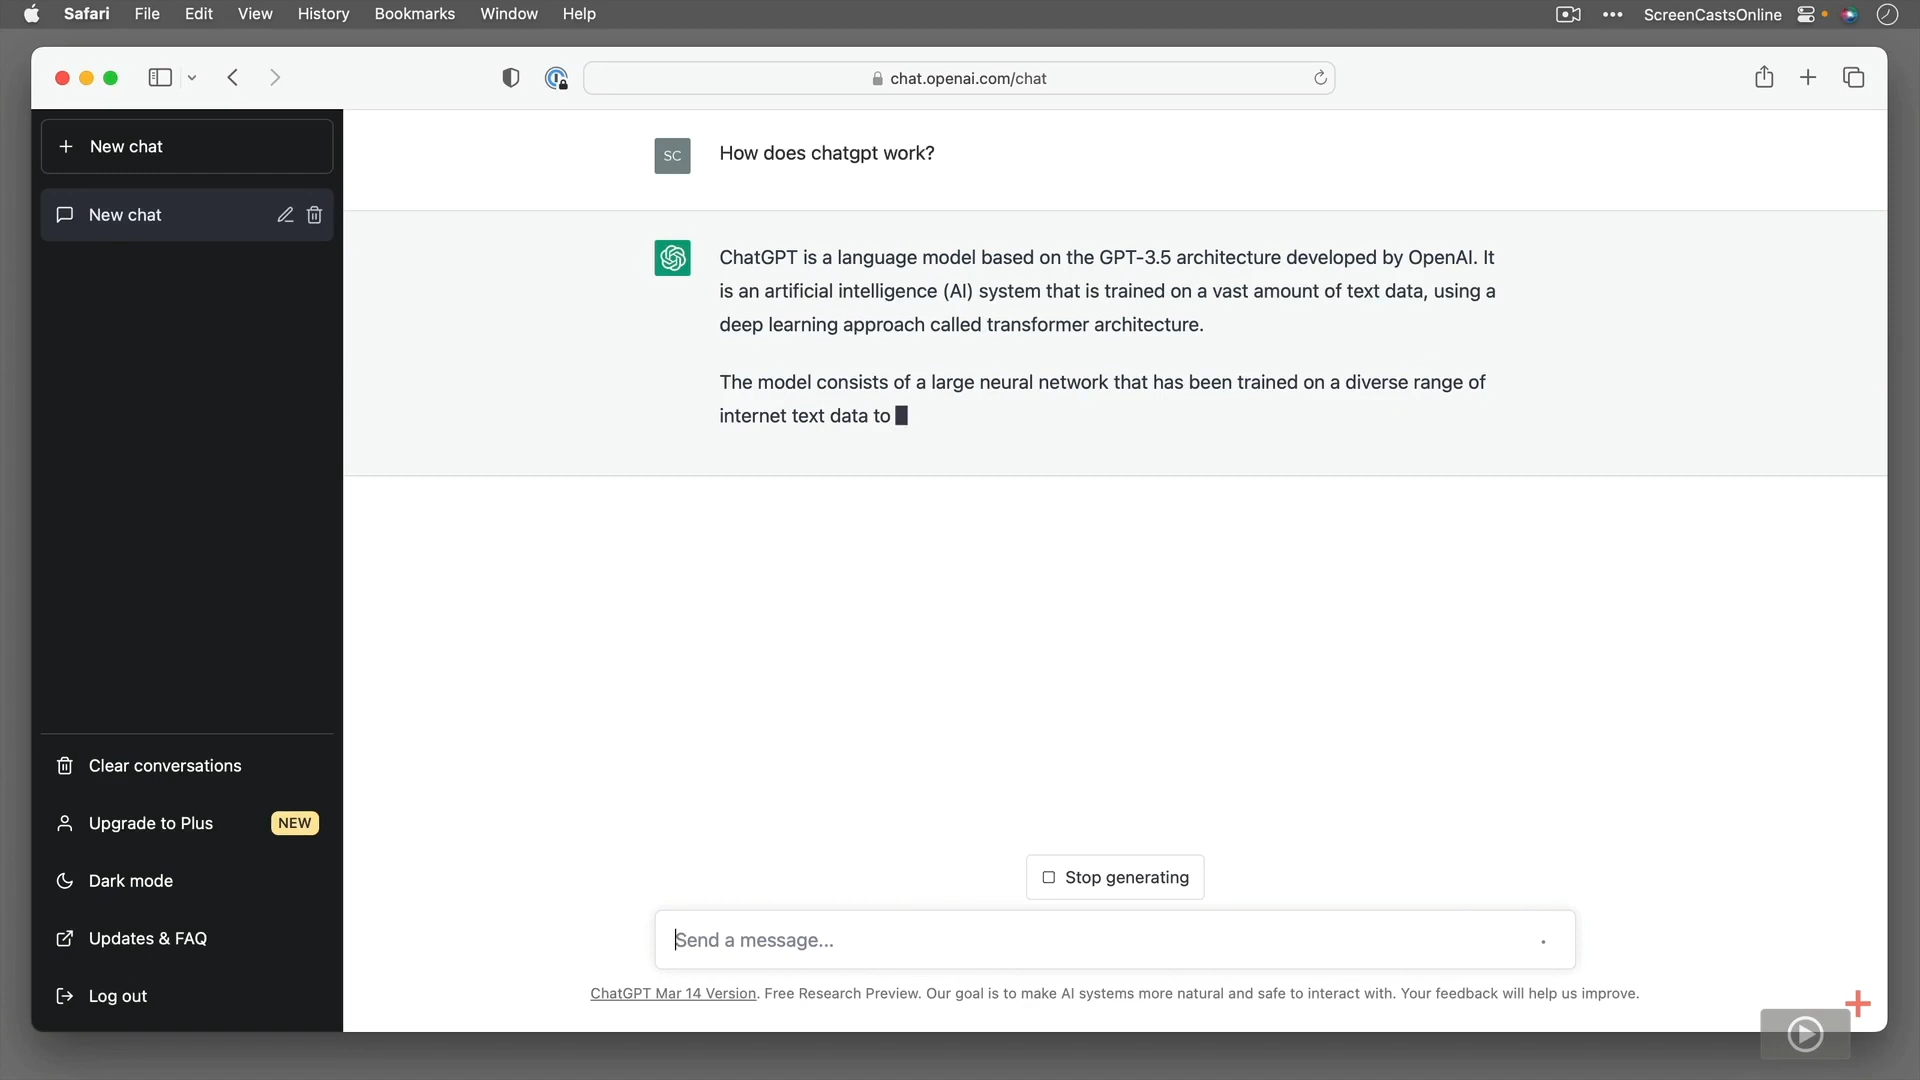 Safari File Edit View History Bookmarks Window Help ScreenCastsOnline
chat.openai.com/chat
New chat
New chat
SC How does chatgpt work?
ChatGPT is a language model based on the GPT-3.5 architecture developed by OpenAI. It
is an artificial intelligence (AI) system that is trained on a vast amount of text data, using a
deep learning approach called transformer architecture.
The model consists of a large neural network that has been trained on a diverse range of
internet text data to
Clear conversations
Upgrade to Plus NEW
Dark mode
Updates & FAQ
Log out
Stop generating
Send a message...
ChatGPT Mar 14 Version. Free Research Preview. Our goal is to make AI systems more natural and safe to interact with. Your feedback will help us improve.